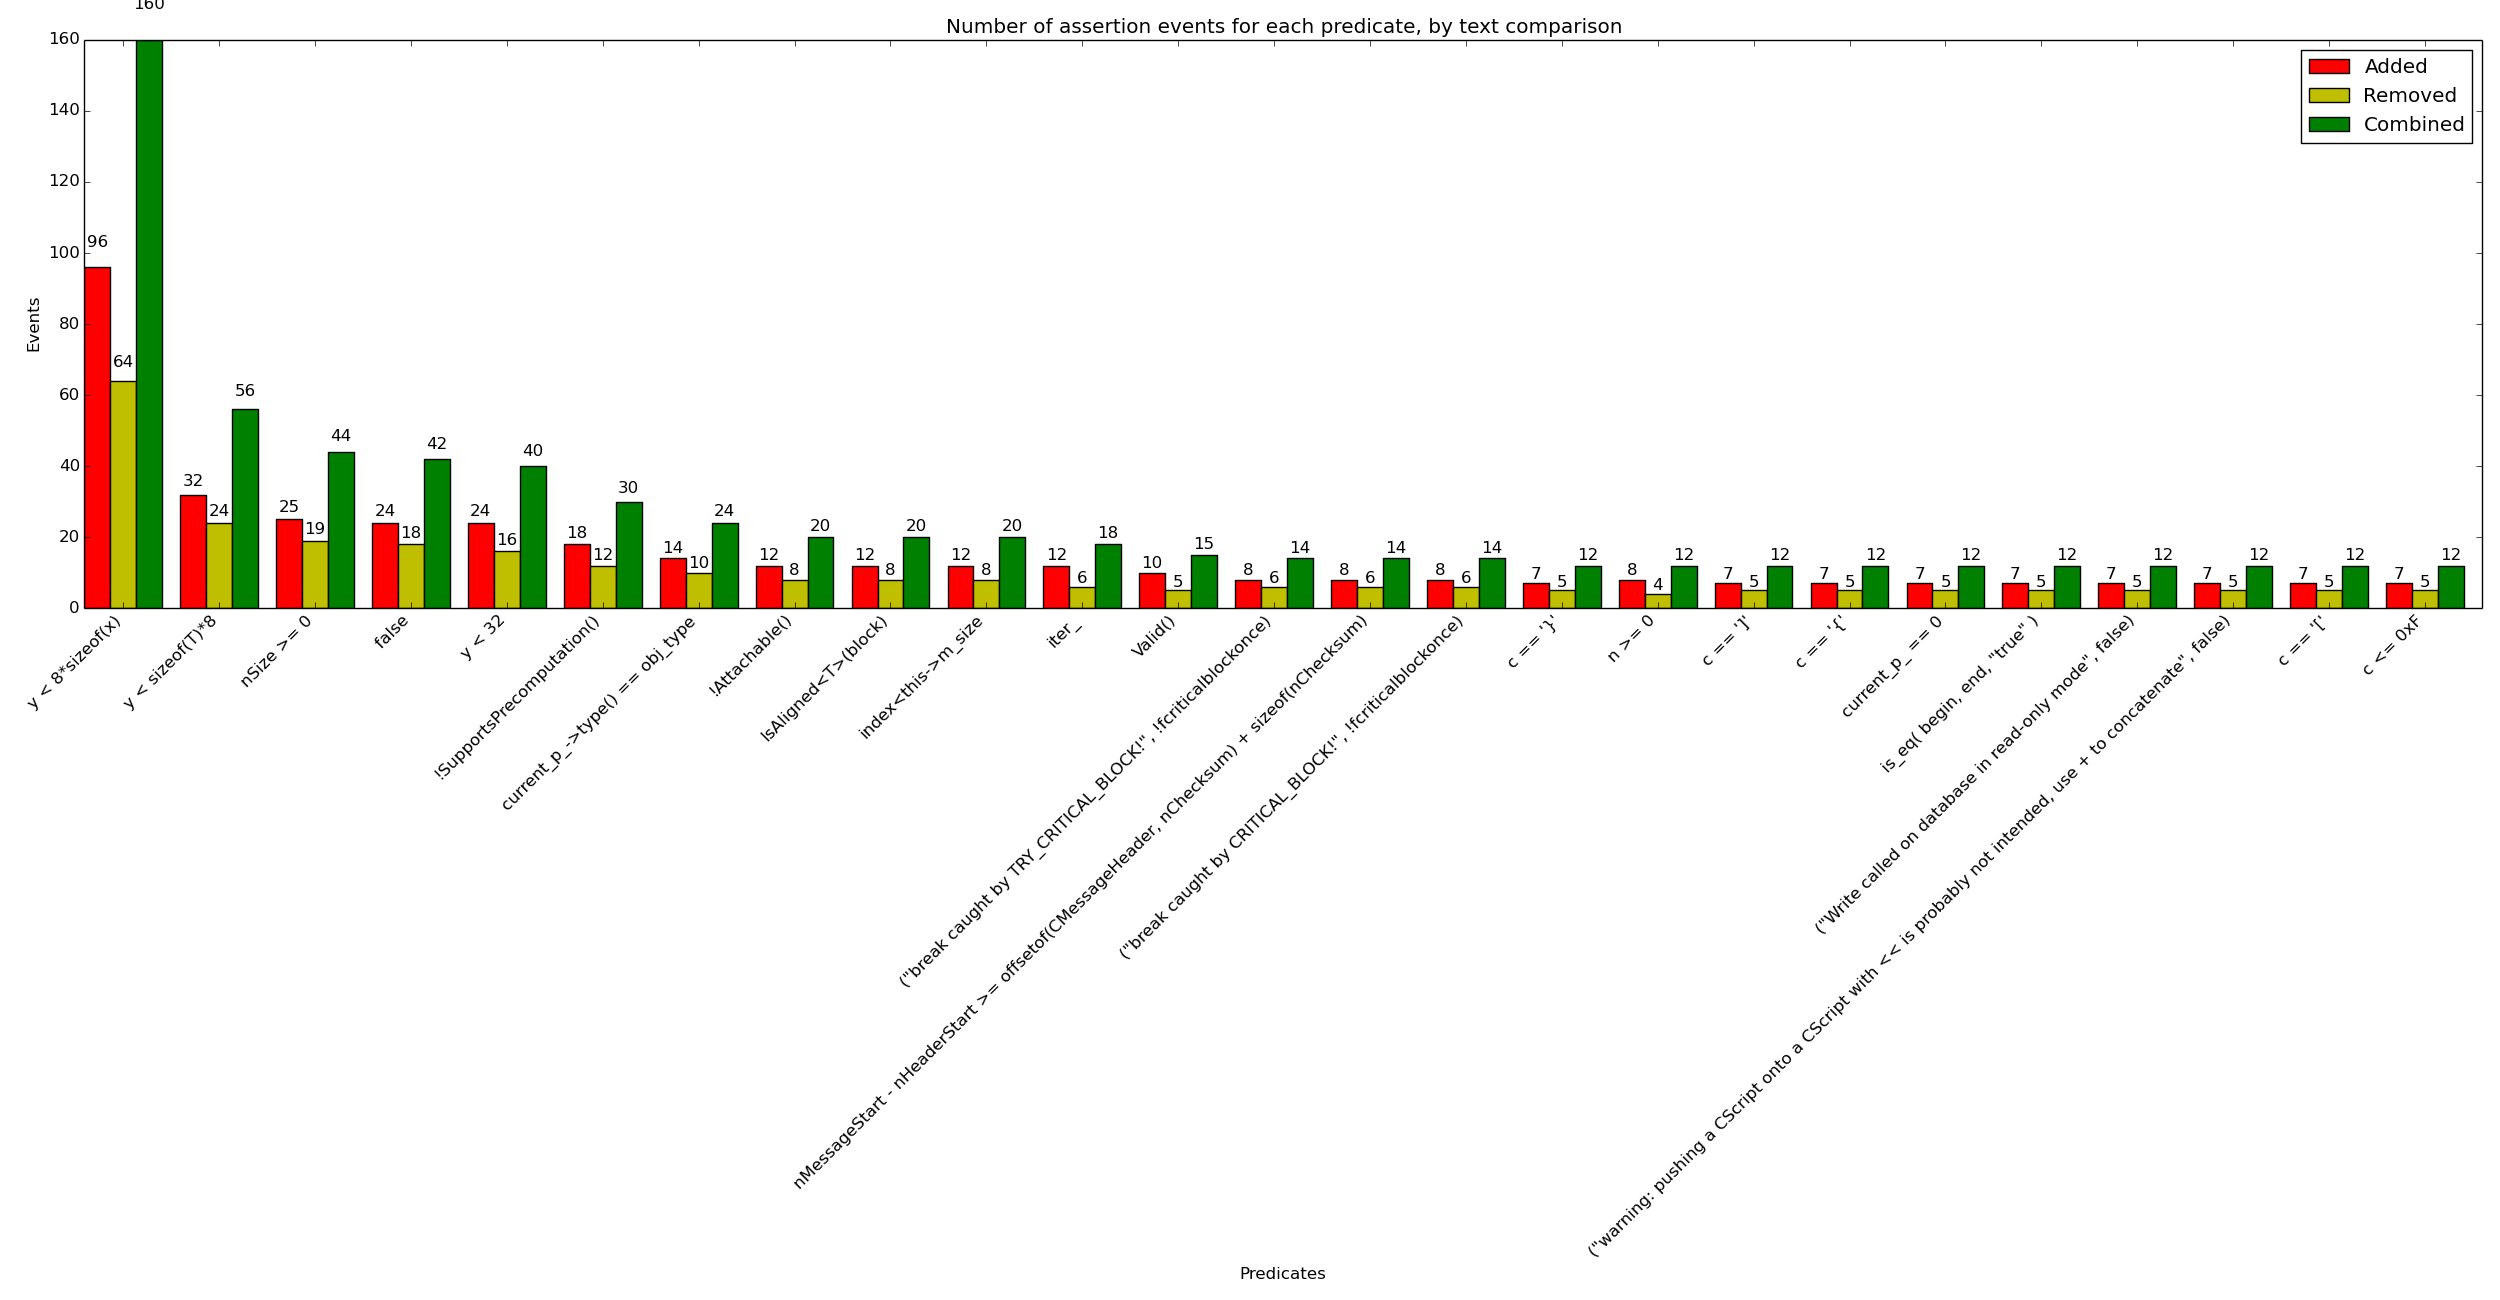 160
Number of assertion events for each predicate, by text comparison
Added
Removed
Combined
Events
160
140
120
100
80
60
40
20
0
96 64
32 24 56
25 19 44
24 18 42
24 16 40
18 12 30
14 10 24
12 8 20
12 8 20
12 8 20
12 6 18
10 5 15
8 6 14
8 6 14
8 6 14
7 5 12
8 4 12
7 5 12
7 5 12
7 5 12
7 5 12
7 5 12
7 5 12
7 5 12
7 5 12
y < 8*sizeof(x)
y < sizeof(T)*8
nSize >= 0
false
y < 32
!SupportsPrecomputation()
current_p_->type() == obj_type
!Attachable()
IsAligned<T>(block)
index<this->m_size
iter_
Valid()
("break caught by TRY_CRITICAL_BLOCK!", !fcriticalblockonce)
nMessageStart - nHeaderStart >= offsetof(CMessageHeader, nChecksum) + sizeof(nChecksum)
("break caught by CRITICAL_BLOCK!", !fcriticalblockonce)
c == '}'
n >= 0
c == ']'
c == '{'
current_p_ == 0
is_eq( begin, end, "true" )
("Write called on database in read-only mode", false)
("warning: pushing a CScript onto a CScript with << is probably not intended, use + to concatenate", false)
c == '['
c <= 0xF
Predicates